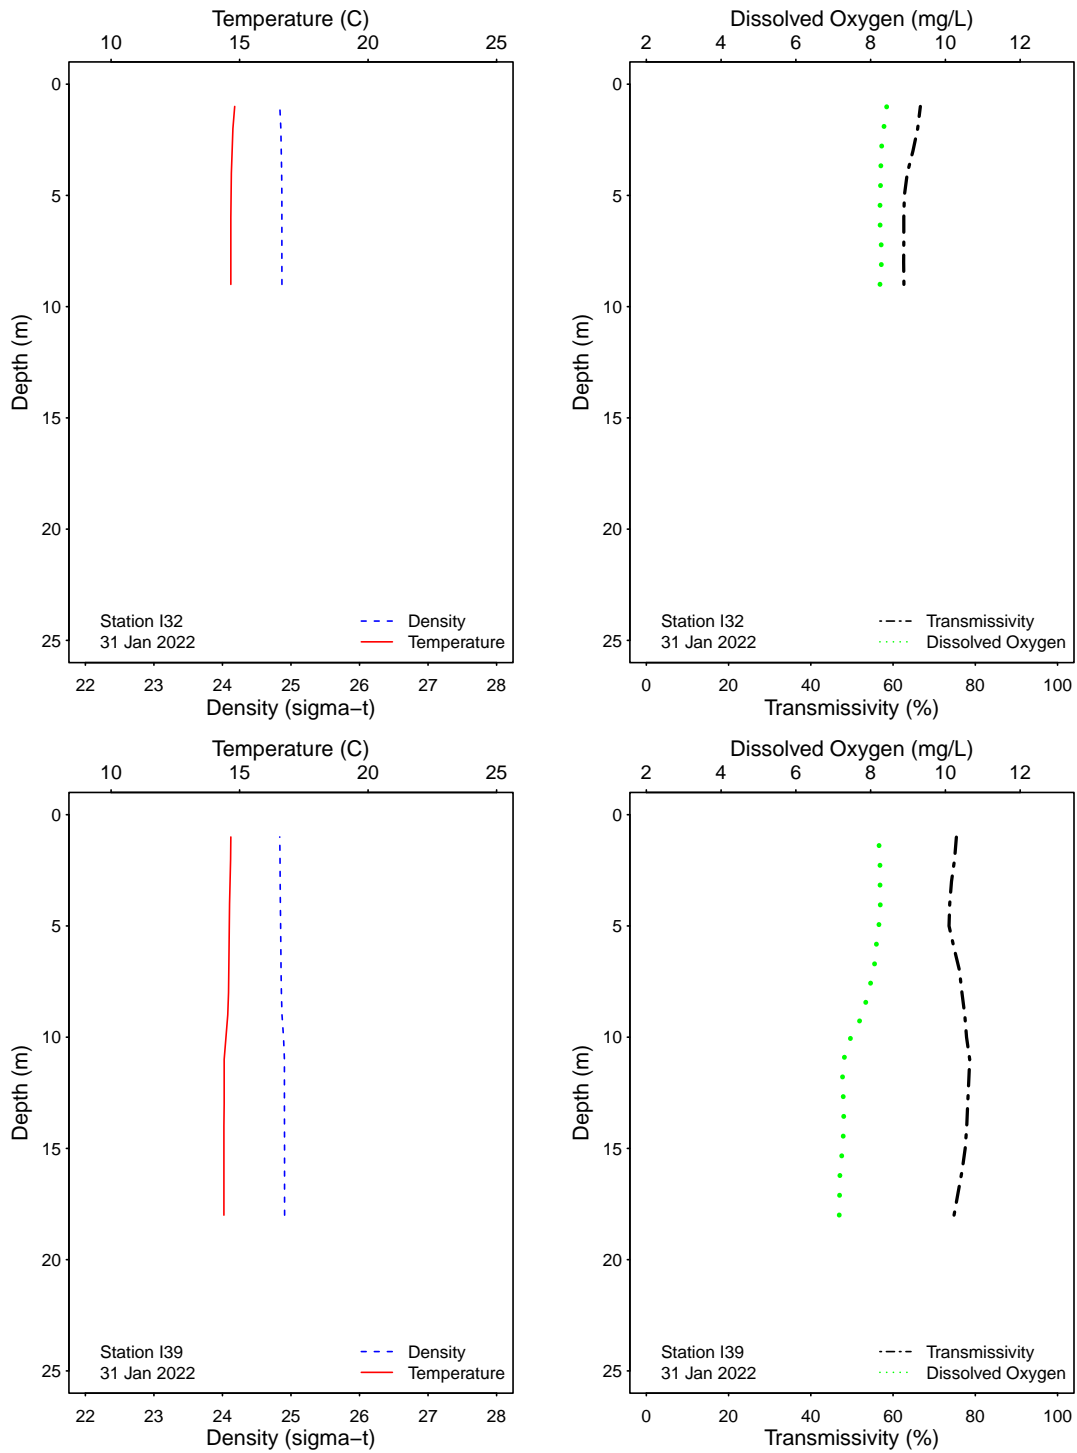 Temperature (C)
10 15 20 25
0
5
10
15
20
25
Depth (m)
Station I32
31 Jan 2022
Density
Temperature
22 23 24 25 26 27 28
Density (sigma−t)
Dissolved Oxygen (mg/L)
2 4 6 8 10 12
0
5
10
15
20
25
Depth (m)
Station I32
31 Jan 2022
Transmissivity
Dissolved Oxygen
0 20 40 60 80 100
Transmissivity (%)
Temperature (C)
10 15 20 25
0
5
10
15
20
25
Depth (m)
Station I39
31 Jan 2022
Density
Temperature
22 23 24 25 26 27 28
Density (sigma−t)
Dissolved Oxygen (mg/L)
2 4 6 8 10 12
0
5
10
15
20
25
Depth (m)
Station I39
31 Jan 2022
Transmissivity
Dissolved Oxygen
0 20 40 60 80 100
Transmissivity (%)